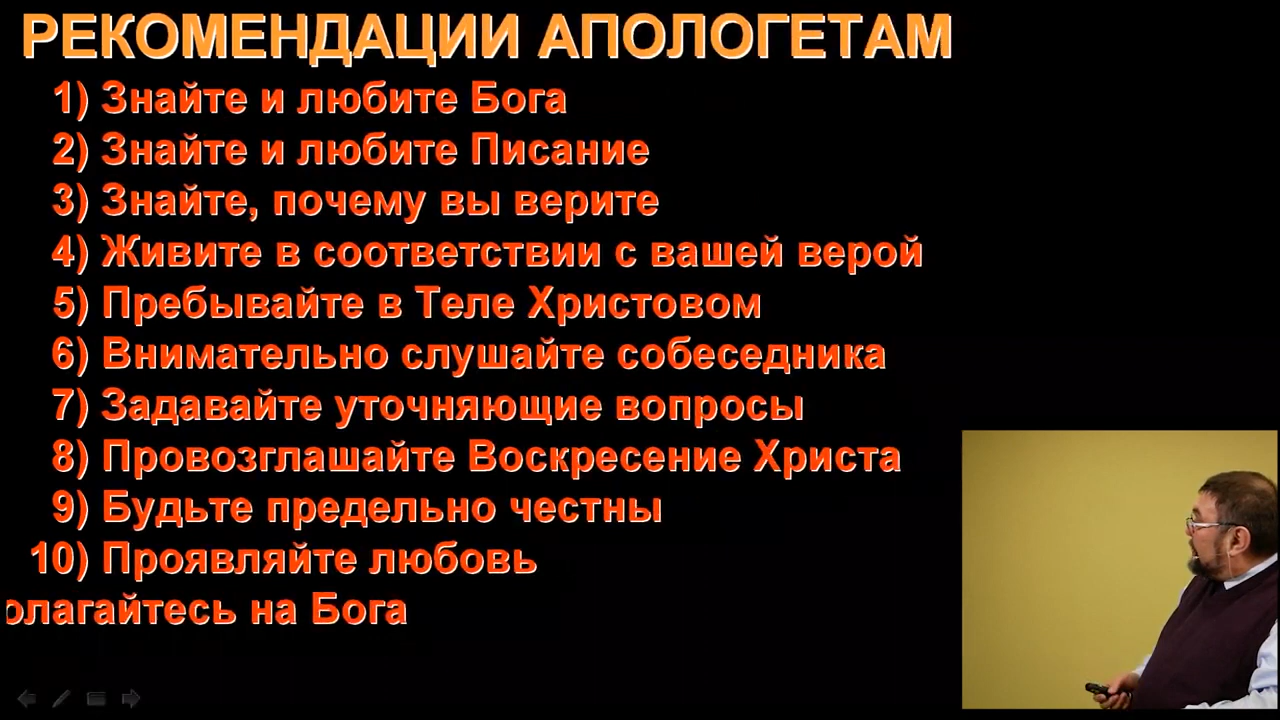 РЕКОМЕНДАЦИИ АПОЛОГЕТАМ
1) Знайте и любите Бога
2) Знайте и любите Писание
3) Знайте, почему вы верите
4) Живите в соответствии с вашей верой
5) Пребывайте в Теле Христовом
6) Внимательно слушайте собеседника
7) Задавайте уточняющие вопросы
8) Провозглашайте Воскресение Христа
9) Будьте предельно честны
10) Проявляйте любовь
олагайтесь на Бога